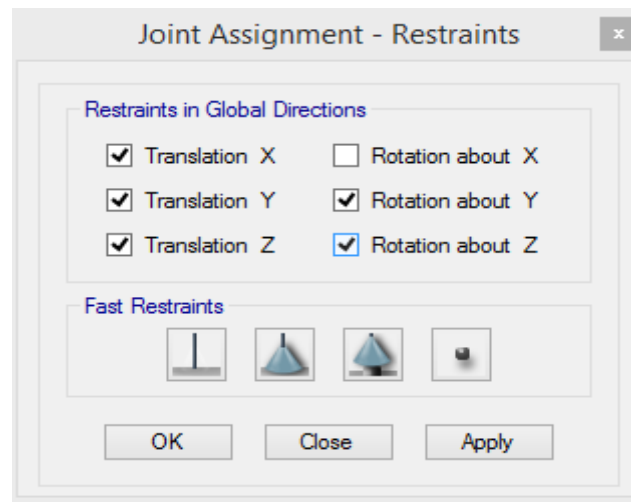 Joint Assignment - Restraints
x
Restraints in Global Directions
Translation X
Rotation about X
Translation Y
Rotation about Y
Translation Z
Rotation about Z
Fast Restraints
OK
Close
Apply